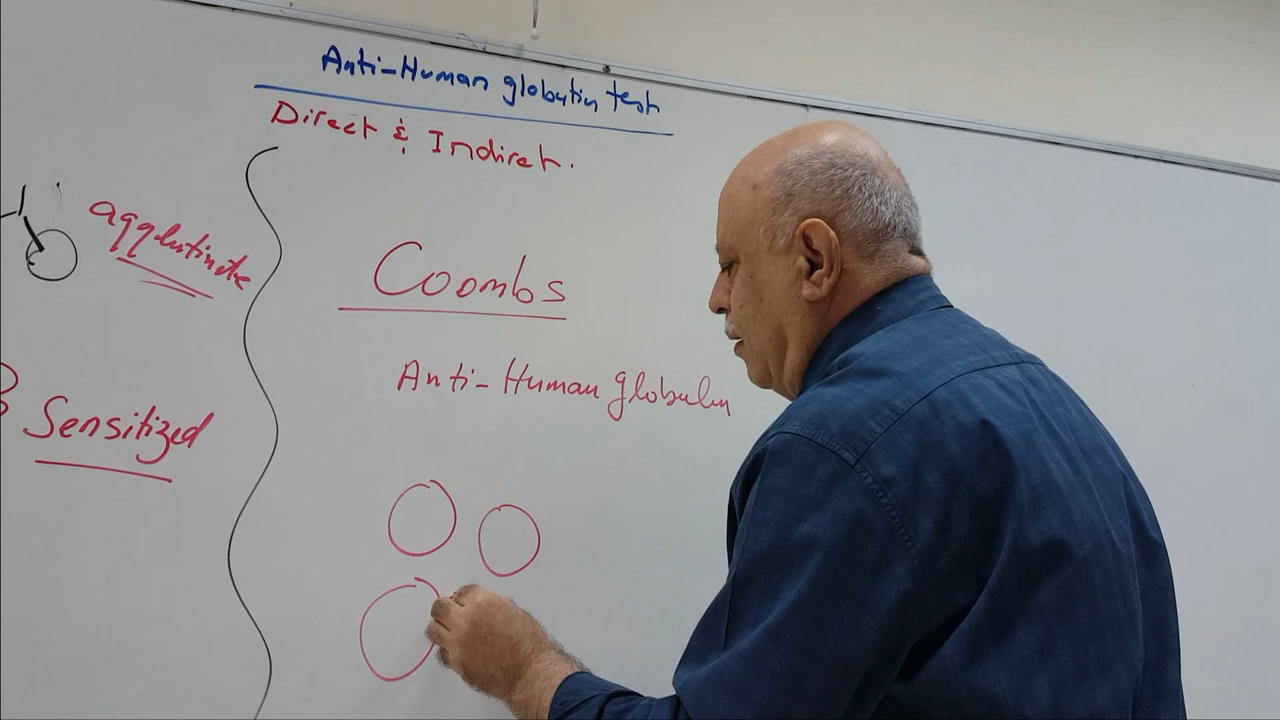 Anti-Human globulin test
Direct & Indirect.
agglutinate
Coombs
Anti-Human globulin
Sensitized